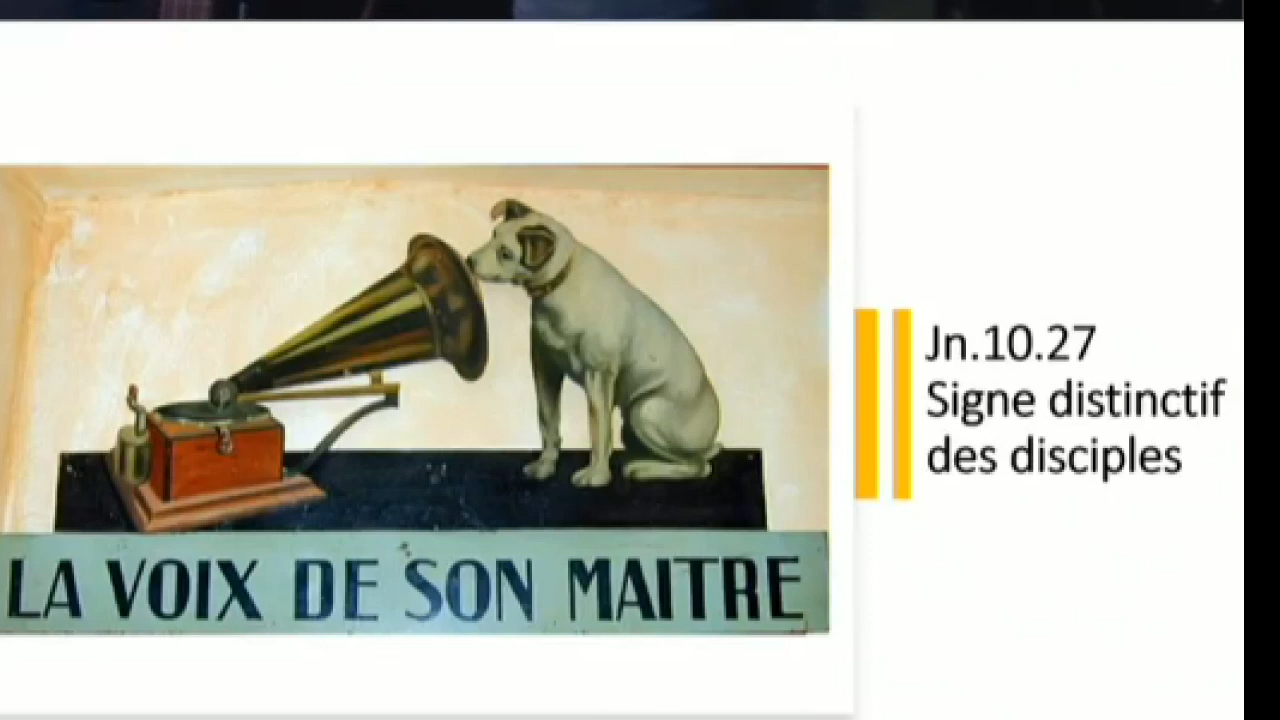 LA VOIX DE SON MAITRE
Jn.10.27
Signe distinctif
des disciples